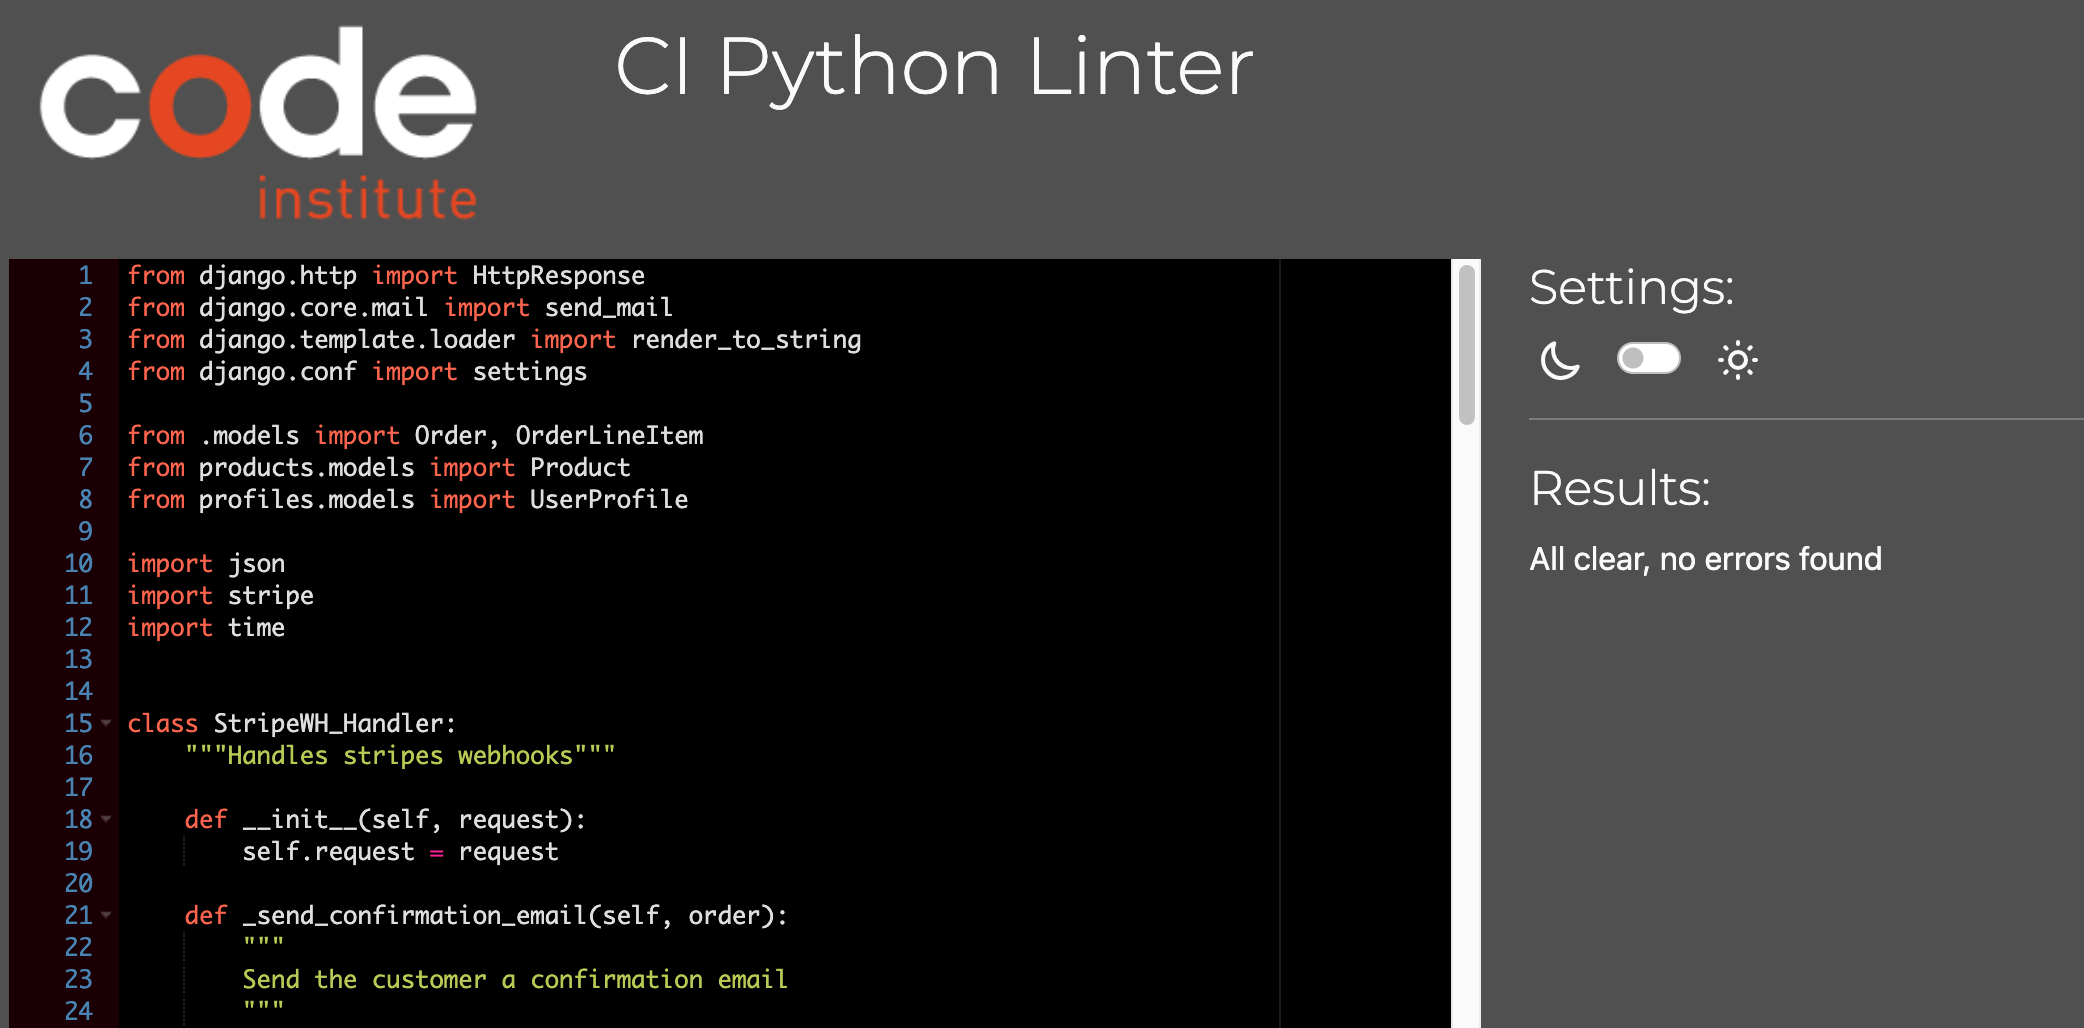 code
institute
CI Python Linter
1 from django.http import HttpResponse
2 from django.core.mail import send_mail
3 from django.template.loader import render_to_string
4 from django.conf import settings
5
6 from .models import Order, OrderLineItem
7 from products.models import Product
8 from profiles.models import UserProfile
9
10 import json
11 import stripe
12 import time
13
14
15 class StripeWH_Handler:
16     """Handles stripes webhooks"""
17
18     def __init__(self, request):
19         self.request = request
20
21     def _send_confirmation_email(self, order):
22         """
23         Send the customer a confirmation email
24         """
Settings:
Results:
All clear, no errors found